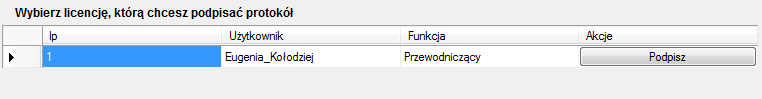 Wybierz licencję, którą chcesz podpisać protokół
lp Użytkownik Funkcja Akcje
1 Eugenia_Kołodziej Przewodniczący Podpisz